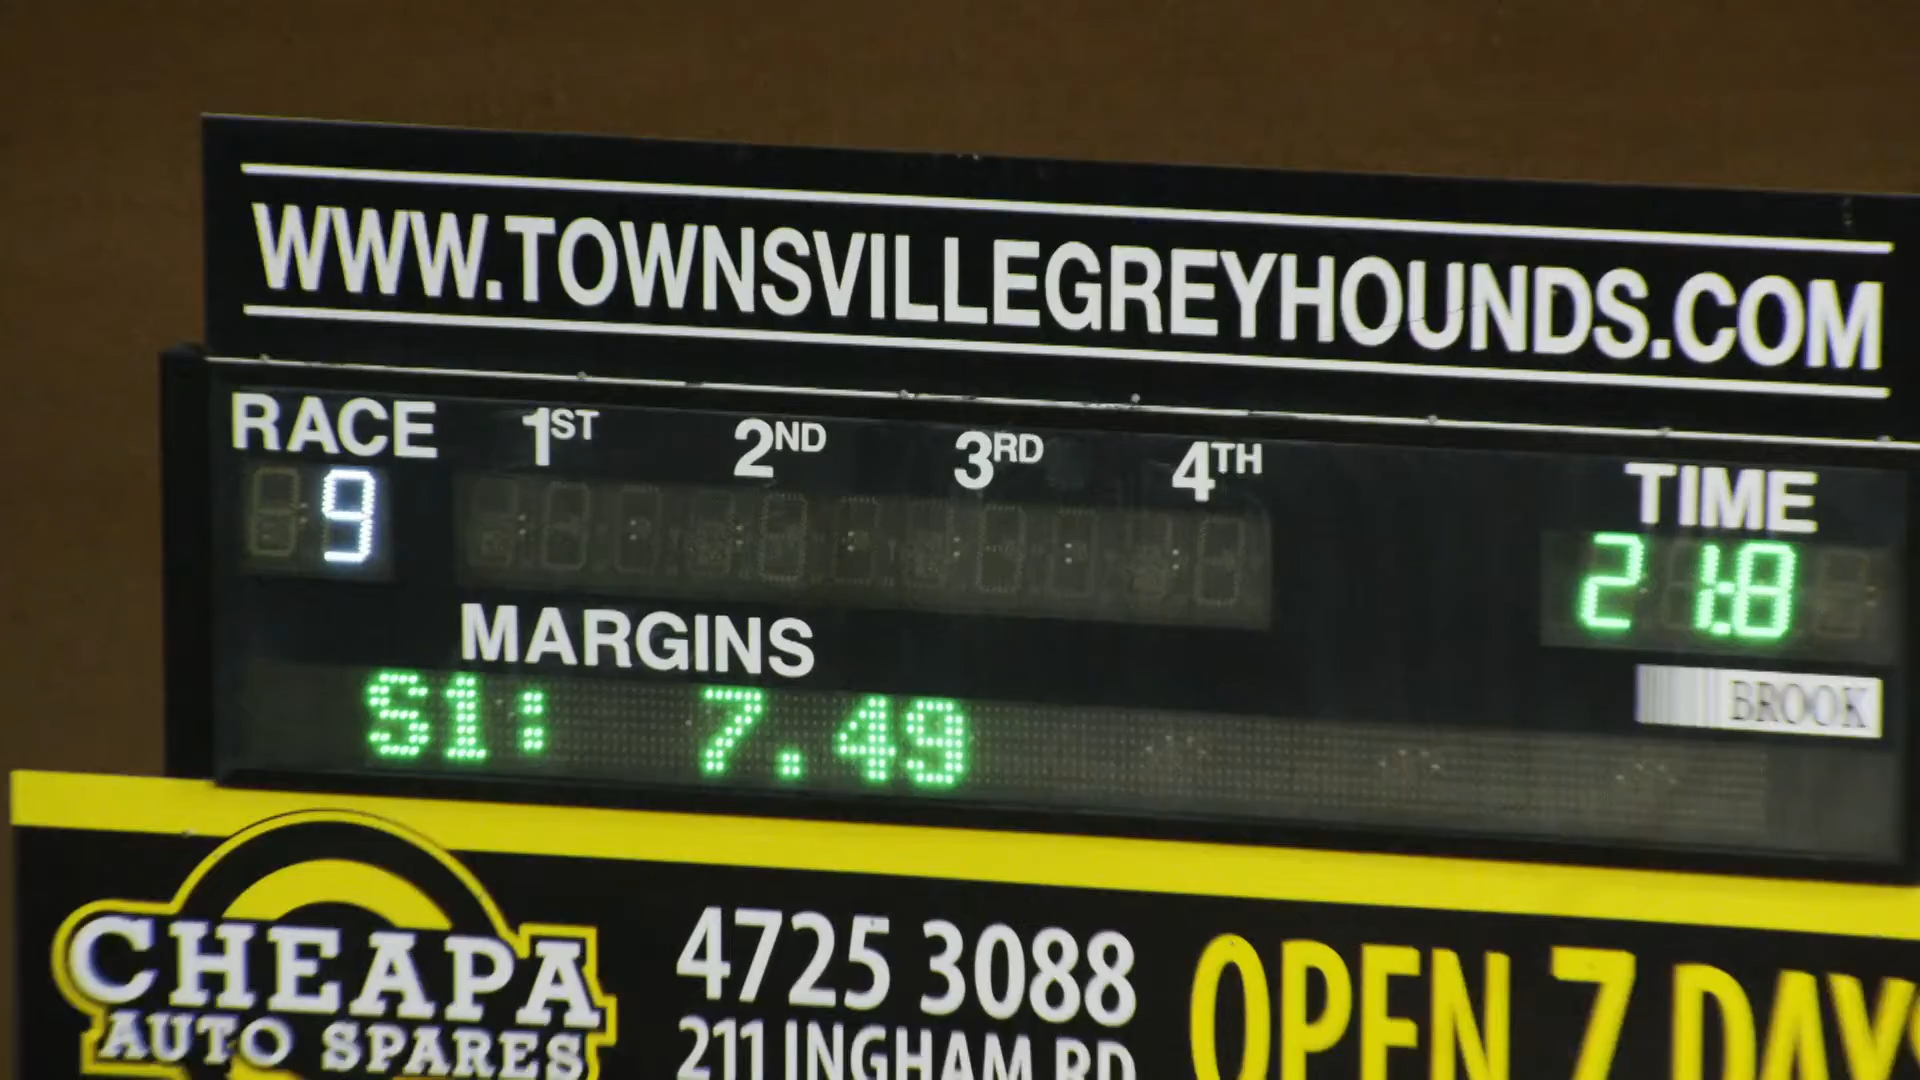 WWW.TOWNSVILLEGREYHOUNDS.COM
RACE 1ST 2ND 3RD 4TH TIME
9 21:8
MARGINS
BROOK
S1: 7.49
CHEAPA
AUTO SPARES
4725 3088
211 INGHAM RD
OPEN 7 DAYS